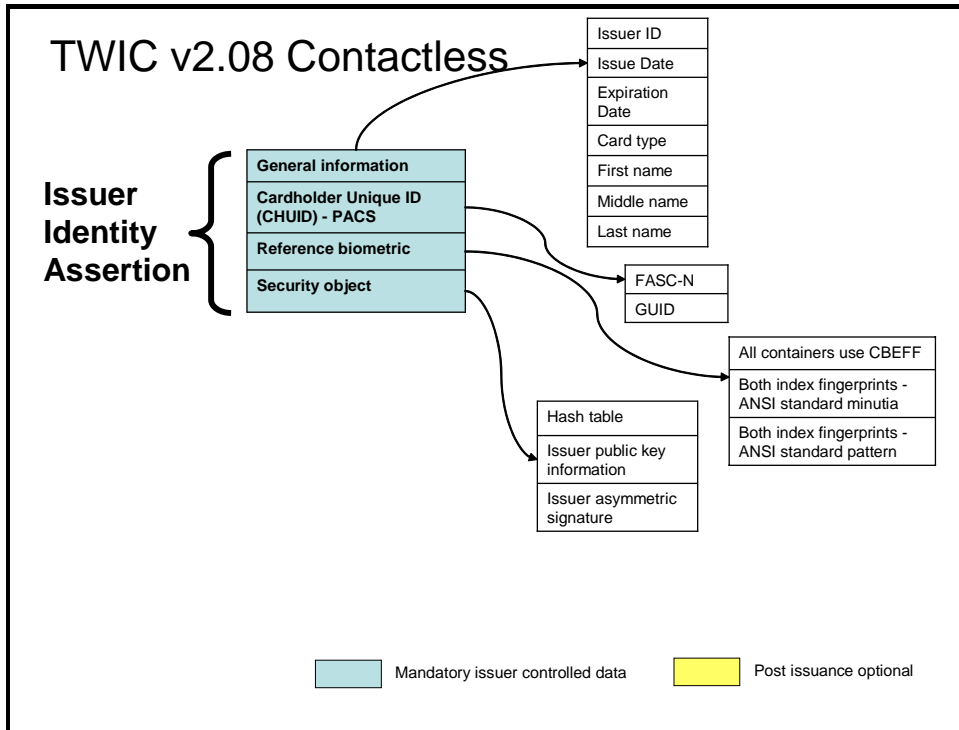 TWIC v2.08 Contactless
Issuer ID
Issue Date
Expiration
Date
Card type
First name
Middle name
Last name
Issuer
Identity
Assertion
General information
Cardholder Unique ID
(CHUID) - PACS
Reference biometric
Security object
FASC-N
GUID
All containers use CBEFF
Both index fingerprints -
ANSI standard minutia
Both index fingerprints -
ANSI standard pattern
Hash table
Issuer public key
information
Issuer asymmetric
signature
Mandatory issuer controlled data
Post issuance optional